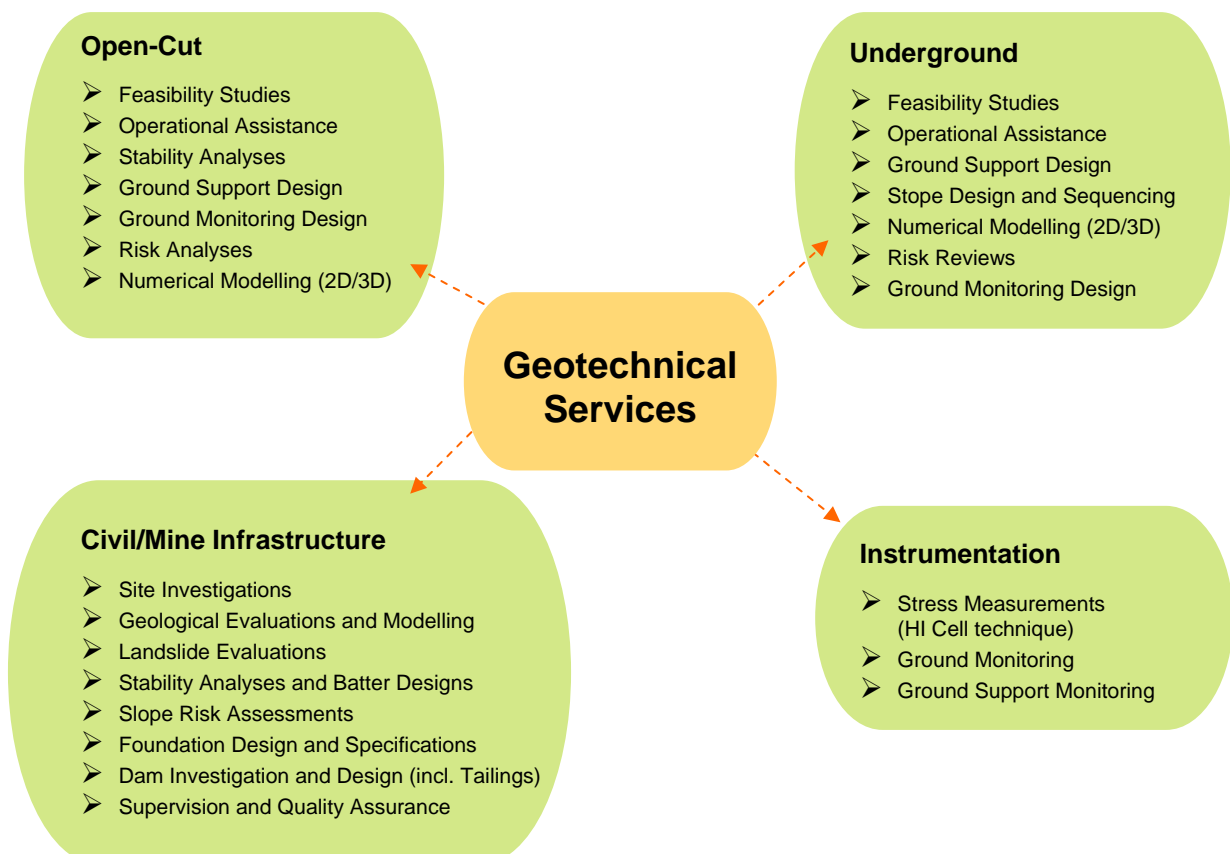 Open-Cut
➢ Feasibility Studies
➢ Operational Assistance
➢ Stability Analyses
➢ Ground Support Design
➢ Ground Monitoring Design
➢ Risk Analyses
➢ Numerical Modelling (2D/3D)
Underground
➢ Feasibility Studies
➢ Operational Assistance
➢ Ground Support Design
➢ Stope Design and Sequencing
➢ Numerical Modelling (2D/3D)
➢ Risk Reviews
➢ Ground Monitoring Design
Geotechnical
Services
Civil/Mine Infrastructure
➢ Site Investigations
➢ Geological Evaluations and Modelling
➢ Landslide Evaluations
➢ Stability Analyses and Batter Designs
➢ Slope Risk Assessments
➢ Foundation Design and Specifications
➢ Dam Investigation and Design (incl. Tailings)
➢ Supervision and Quality Assurance
Instrumentation
➢ Stress Measurements
(HI Cell technique)
➢ Ground Monitoring
➢ Ground Support Monitoring